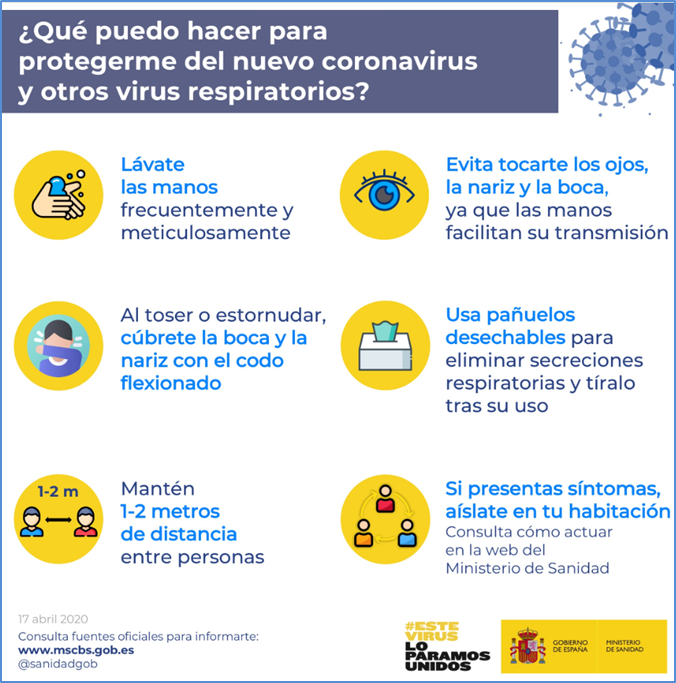 ¿Qué puedo hacer para
protegerme del nuevo coronavirus
y otros virus respiratorios?
Lávate
las manos
frecuentemente y
meticulosamente
Evita tocarte los ojos,
la nariz y la boca,
ya que las manos
facilitan su transmisión
Al toser o estornudar,
cúbrete la boca y la
nariz con el codo
flexionado
Usa pañuelos
desechables para
eliminar secreciones
respiratorias y tíralo
tras su uso
1-2 m
Mantén
1-2 metros
de distancia
entre personas
Si presentas síntomas,
aíslate en tu habitación
Consulta cómo actuar
en la web del
Ministerio de Sanidad
17 abril 2020
Consulta fuentes oficiales para informarte:
www.mscbs.gob.es
@sanidadgob
#ESTE
VIRUS
LO
PARAMOS
UNIDOS
GOBIERNO
DE ESPAÑA
MINISTERIO
DE SANIDAD